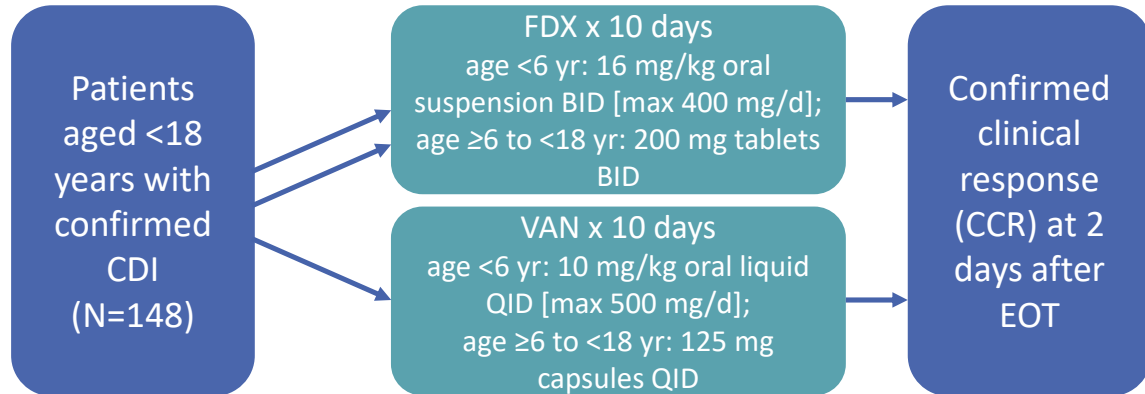 Patients
aged <18
years with
confirmed
CDI
(N=148)
FDX x 10 days
age <6 yr: 16 mg/kg oral
suspension BID [max 400 mg/d];
age ≥6 to <18 yr: 200 mg tablets
BID
VAN x 10 days
age <6 yr: 10 mg/kg oral liquid
QID [max 500 mg/d];
age ≥6 to <18 yr: 125 mg
capsules QID
Confirmed
clinical
response
(CCR) at 2
days after
EOT